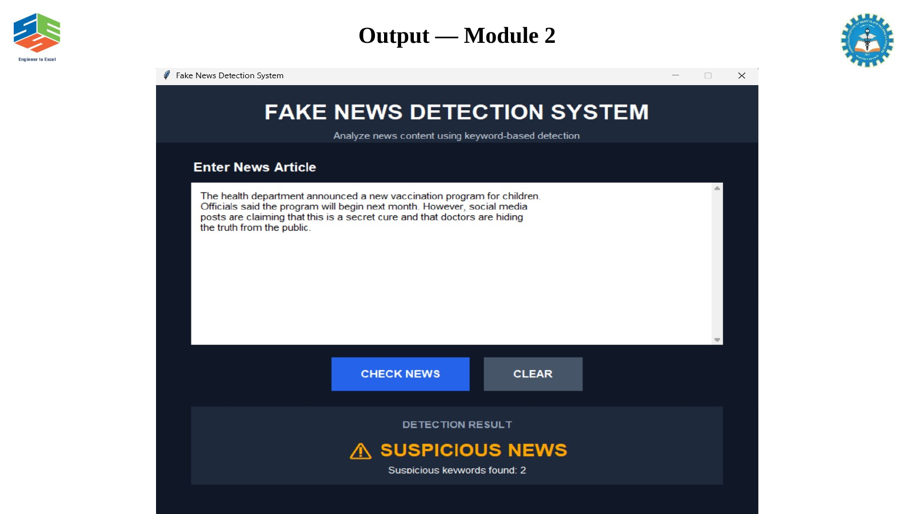 Output — Module 2
Engineer to Excel
Fake News Detection System
FAKE NEWS DETECTION SYSTEM
Analyze news content using keyword-based detection
Enter News Article
The health department announced a new vaccination program for children.
Officials said the program will begin next month. However, social media
posts are claiming that this is a secret cure and that doctors are hiding
the truth from the public.
CHECK NEWS
CLEAR
DETECTION RESULT
SUSPICIOUS NEWS
Suspicious keywords found: 2